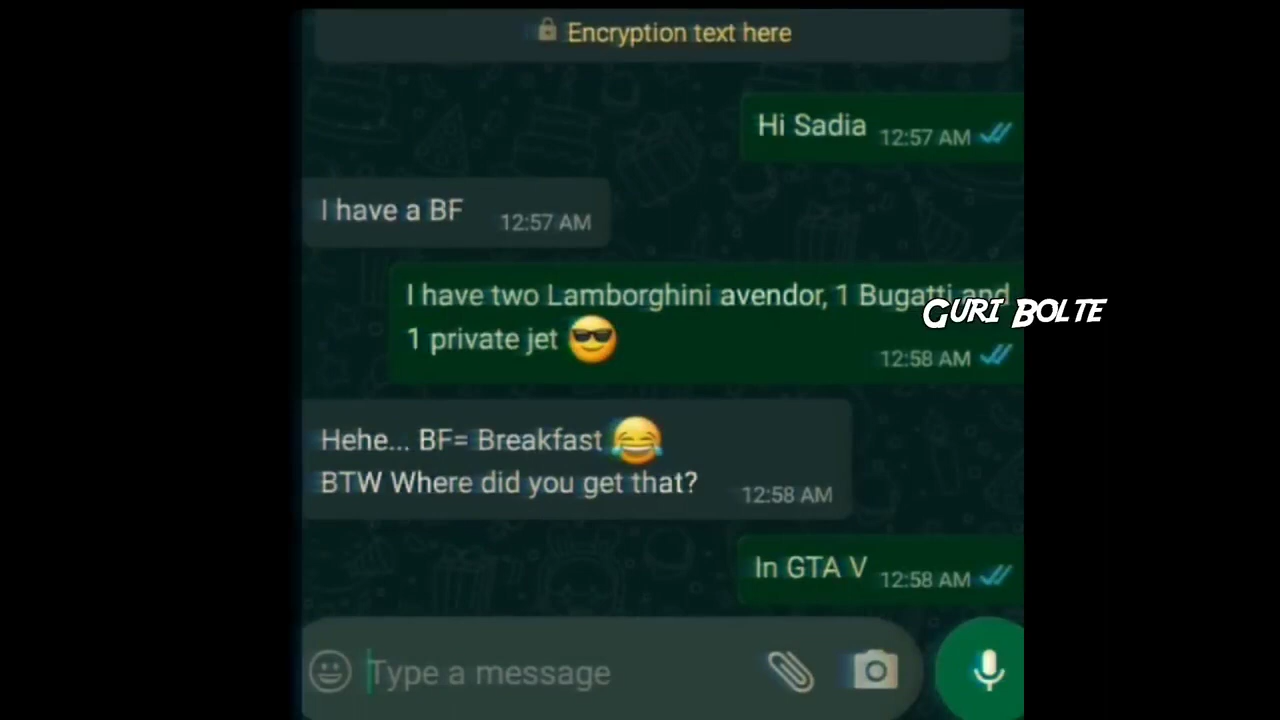 Encryption text here
Hi Sadia 12:57 AM
I have a BF 12:57 AM
I have two Lamborghini avendor, 1 Bugatti and
GURI BOLTE
1 private jet 😎 12:58 AM
Hehe... BF= Breakfast 😂
BTW Where did you get that? 12:58 AM
In GTA V 12:58 AM
Type a message